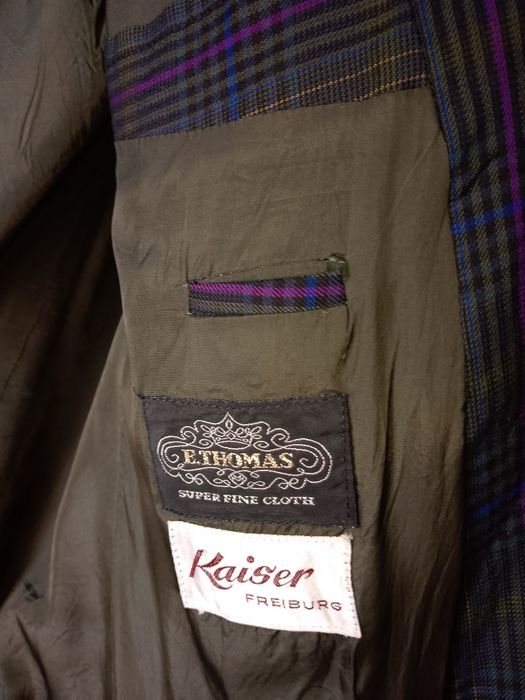 E.THOMAS
SUPER FINE CLOTH
Kaiser
FREIBURG